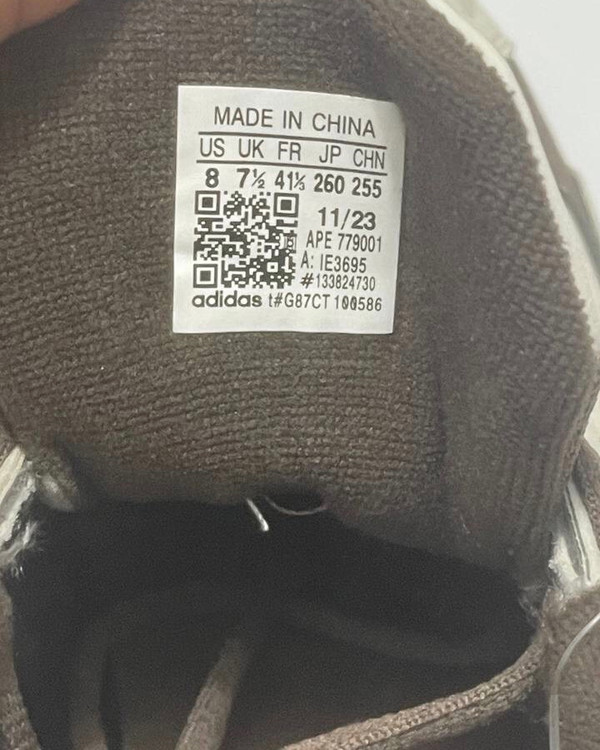 MADE IN CHINA
US UK FR JP CHN
8 7½ 41⅓ 260 255
11/23
APE 779001
A: IE3695
#133824730
adidas t#G87CT 100586